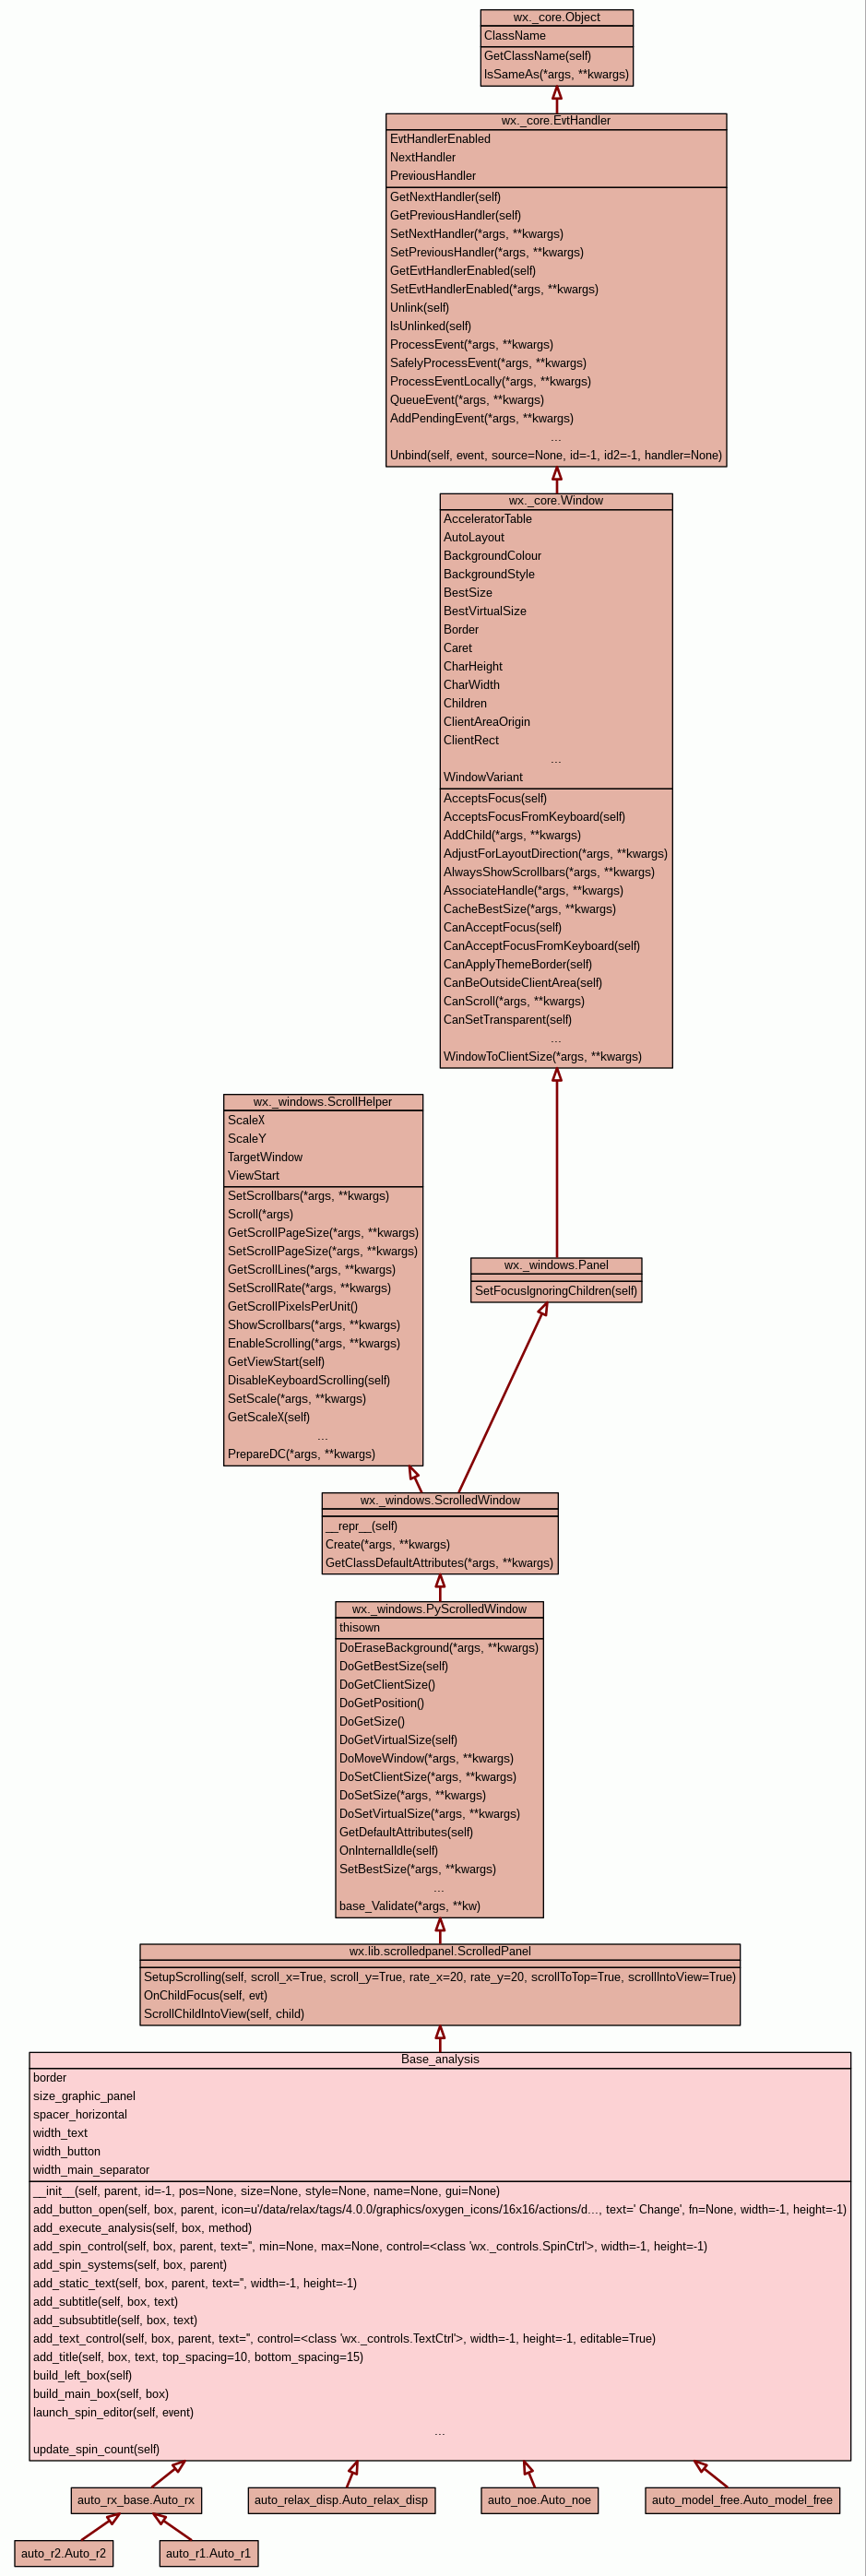 wx._core.Object
ClassName
GetClassName(self)
IsSameAs(*args, **kwargs)
wx._core.EvtHandler
EvtHandlerEnabled
NextHandler
PreviousHandler
GetNextHandler(self)
GetPreviousHandler(self)
SetNextHandler(*args, **kwargs)
SetPreviousHandler(*args, **kwargs)
GetEvtHandlerEnabled(self)
SetEvtHandlerEnabled(*args, **kwargs)
Unlink(self)
IsUnlinked(self)
ProcessEvent(*args, **kwargs)
SafelyProcessEvent(*args, **kwargs)
ProcessEventLocally(*args, **kwargs)
QueueEvent(*args, **kwargs)
AddPendingEvent(*args, **kwargs)
...
Unbind(self, event, source=None, id=-1, id2=-1, handler=None)
wx._core.Window
AcceleratorTable
AutoLayout
BackgroundColour
BackgroundStyle
BestSize
BestVirtualSize
Border
Caret
CharHeight
CharWidth
Children
ClientAreaOrigin
ClientRect
...
WindowVariant
AcceptsFocus(self)
AcceptsFocusFromKeyboard(self)
AddChild(*args, **kwargs)
AdjustForLayoutDirection(*args, **kwargs)
AlwaysShowScrollbars(*args, **kwargs)
AssociateHandle(*args, **kwargs)
CacheBestSize(*args, **kwargs)
CanAcceptFocus(self)
CanAcceptFocusFromKeyboard(self)
CanApplyThemeBorder(self)
CanBeOutsideClientArea(self)
CanScroll(*args, **kwargs)
CanSetTransparent(self)
...
WindowToClientSize(*args, **kwargs)
wx._windows.ScrollHelper
ScaleX
ScaleY
TargetWindow
ViewStart
SetScrollbars(*args, **kwargs)
Scroll(*args)
GetScrollPageSize(*args, **kwargs)
SetScrollPageSize(*args, **kwargs)
GetScrollLines(*args, **kwargs)
SetScrollRate(*args, **kwargs)
GetScrollPixelsPerUnit()
ShowScrollbars(*args, **kwargs)
EnableScrolling(*args, **kwargs)
GetViewStart(self)
DisableKeyboardScrolling(self)
SetScale(*args, **kwargs)
GetScaleX(self)
...
PrepareDC(*args, **kwargs)
wx._windows.Panel
SetFocusIgnoringChildren(self)
wx._windows.ScrolledWindow
__repr__(self)
Create(*args, **kwargs)
GetClassDefaultAttributes(*args, **kwargs)
wx._windows.PyScrolledWindow
thisown
DoEraseBackground(*args, **kwargs)
DoGetBestSize(self)
DoGetClientSize()
DoGetPosition()
DoGetSize()
DoGetVirtualSize(self)
DoMoveWindow(*args, **kwargs)
DoSetClientSize(*args, **kwargs)
DoSetSize(*args, **kwargs)
DoSetVirtualSize(*args, **kwargs)
GetDefaultAttributes(self)
OnInternalIdle(self)
SetBestSize(*args, **kwargs)
...
base_Validate(*args, **kw)
wx.lib.scrolledpanel.ScrolledPanel
SetupScrolling(self, scroll_x=True, scroll_y=True, rate_x=20, rate_y=20, scrollToTop=True, scrollIntoView=True)
OnChildFocus(self, evt)
ScrollChildIntoView(self, child)
Base_analysis
border
size_graphic_panel
spacer_horizontal
width_text
width_button
width_main_separator
__init__(self, parent, id=-1, pos=None, size=None, style=None, name=None, gui=None)
add_button_open(self, box, parent, icon=u'/data/relax/tags/4.0.0/graphics/oxygen_icons/16x16/actions/d..., text=' Change', fn=None, width=-1, height=-1)
add_execute_analysis(self, box, method)
add_spin_control(self, box, parent, text='', min=None, max=None, control=<class 'wx._controls.SpinCtrl'>, width=-1, height=-1)
add_spin_systems(self, box, parent)
add_static_text(self, box, parent, text='', width=-1, height=-1)
add_subtitle(self, box, text)
add_subsubtitle(self, box, text)
add_text_control(self, box, parent, text='', control=<class 'wx._controls.TextCtrl'>, width=-1, height=-1, editable=True)
add_title(self, box, text, top_spacing=10, bottom_spacing=15)
build_left_box(self)
build_main_box(self, box)
launch_spin_editor(self, event)
...
update_spin_count(self)
auto_rx_base.Auto_rx
auto_relax_disp.Auto_relax_disp
auto_noe.Auto_noe
auto_model_free.Auto_model_free
auto_r2.Auto_r2
auto_r1.Auto_r1